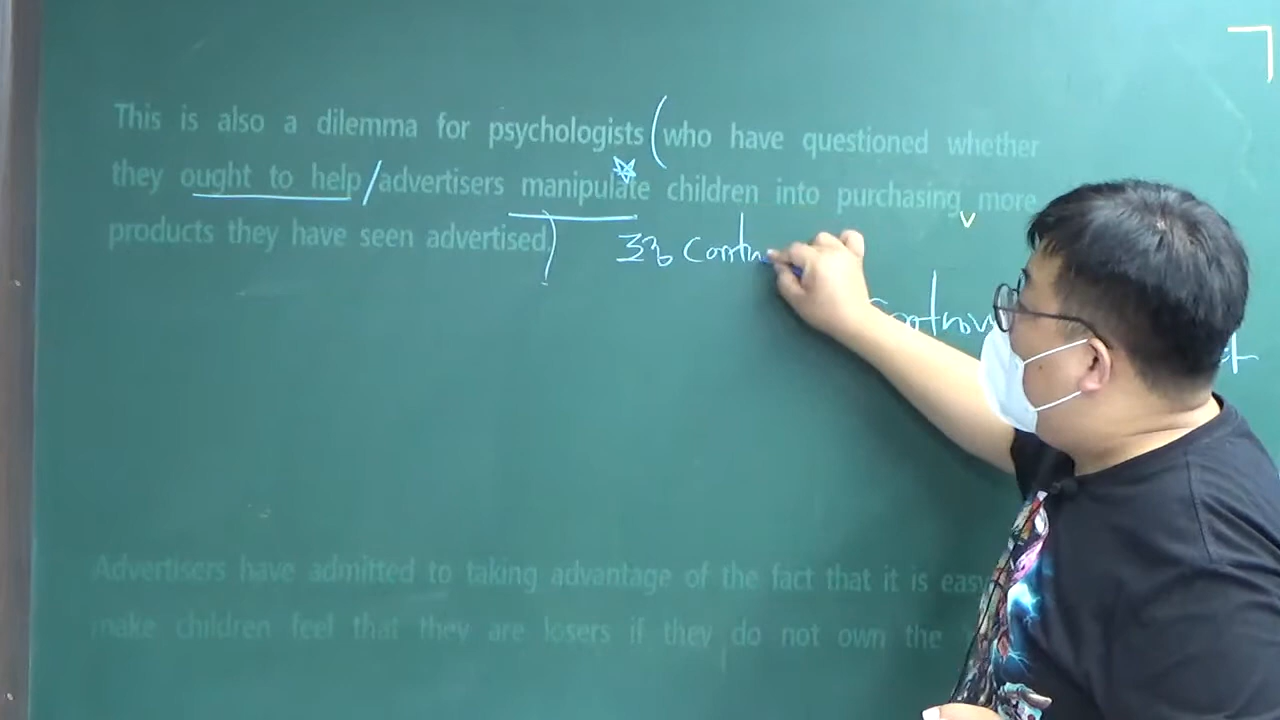 This is also a dilemma for psychologists (who have questioned whether
they ought to help / advertisers manipulate children into purchasing more
products they have seen advertised)
Advertisers have admitted to taking advantage of the fact that it is easy
make children feel that they are losers if they do not own the